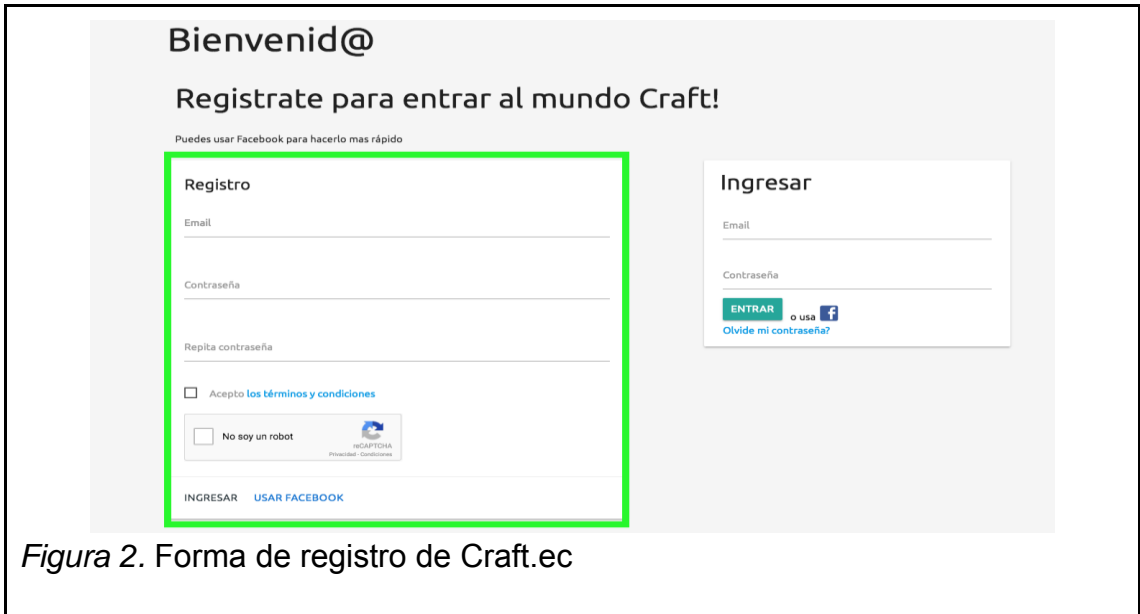 Bienvenid@
Registrate para entrar al mundo Craft!
Puedes usar Facebook para hacerlo mas rápido
Registro
Email
Contraseña
Repita contraseña
Acepto los términos y condiciones
No soy un robot
reCAPTCHA
Privacidad - Condiciones
INGRESAR USAR FACEBOOK
Ingresar
Email
Contraseña
ENTRAR o usa f
Olvide mi contraseña?
Figura 2. Forma de registro de Craft.ec